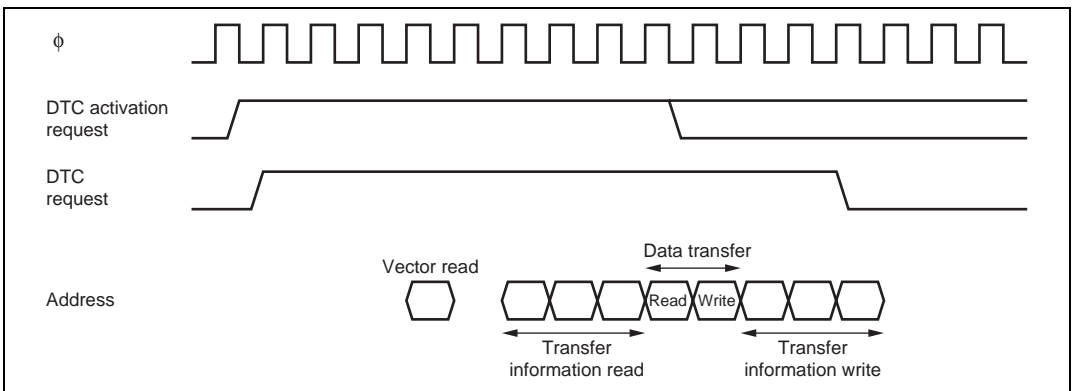 ϕ
DTC activation
request
DTC
request
Data transfer
Vector read
Address
Read Write
Transfer
information read
Transfer
information write